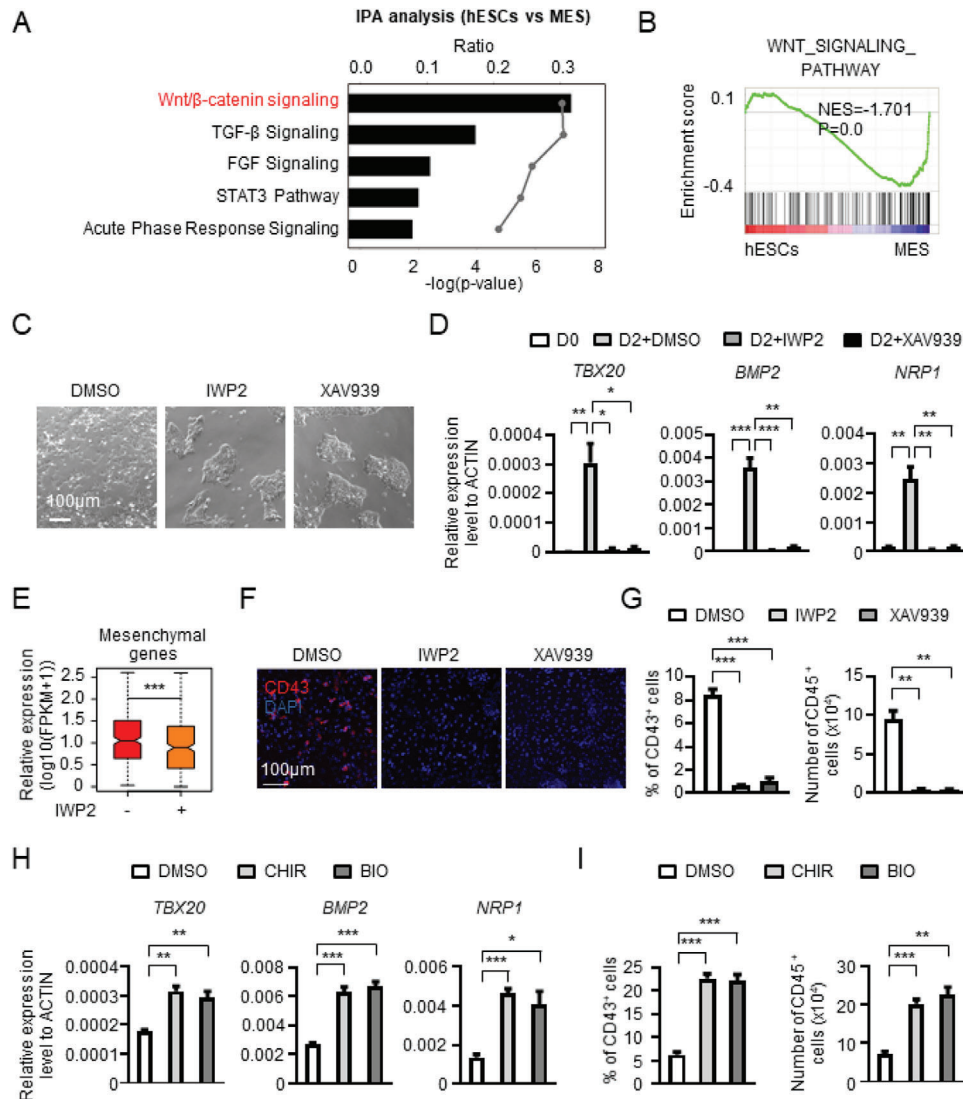 A
IPA analysis (hESCs vs MES)
Ratio
0.0 0.1 0.2 0.3
Wnt/β-catenin signaling
TGF-β Signaling
FGF Signaling
STAT3 Pathway
Acute Phase Response Signaling
0 2 4 6 8
-log(p-value)
B
WNT_SIGNALING_
PATHWAY
Enrichment score
0.1
-0.4
NES=-1.701
P=0.0
hESCs MES
C
DMSO IWP2 XAV939
100μm
D
D0 D2+DMSO D2+IWP2 D2+XAV939
Relative expression
level to ACTIN
TBX20
0.0004
0.0003
0.0002
0.0001
0
** * *
BMP2
0.005
0.004
0.003
0.002
0.001
0
*** *** **
NRP1
0.004
0.003
0.002
0.001
0
** ** **
E
Mesenchymal
genes
Relative expression
(log10(FPKM+1))
2.5
2.0
1.5
1.0
0.5
0
***
IWP2 - +
F
DMSO IWP2 XAV939
CD43
DAPI
100μm
G
DMSO IWP2 XAV939
% of CD43+ cells
10
8
6
4
2
0
***
***
Number of CD45+
cells (x10⁴)
15
10
5
0
**
**
H
DMSO CHIR BIO
Relative expression
level to ACTIN
TBX20
0.0004
0.0003
0.0002
0.0001
0
**
**
BMP2
0.008
0.006
0.004
0.002
0
***
***
NRP1
0.006
0.004
0.002
0
*
***
I
DMSO CHIR BIO
% of CD43+ cells
25
20
15
10
5
0
***
***
Number of CD45+
cells (x10⁴)
30
20
10
0
**
***